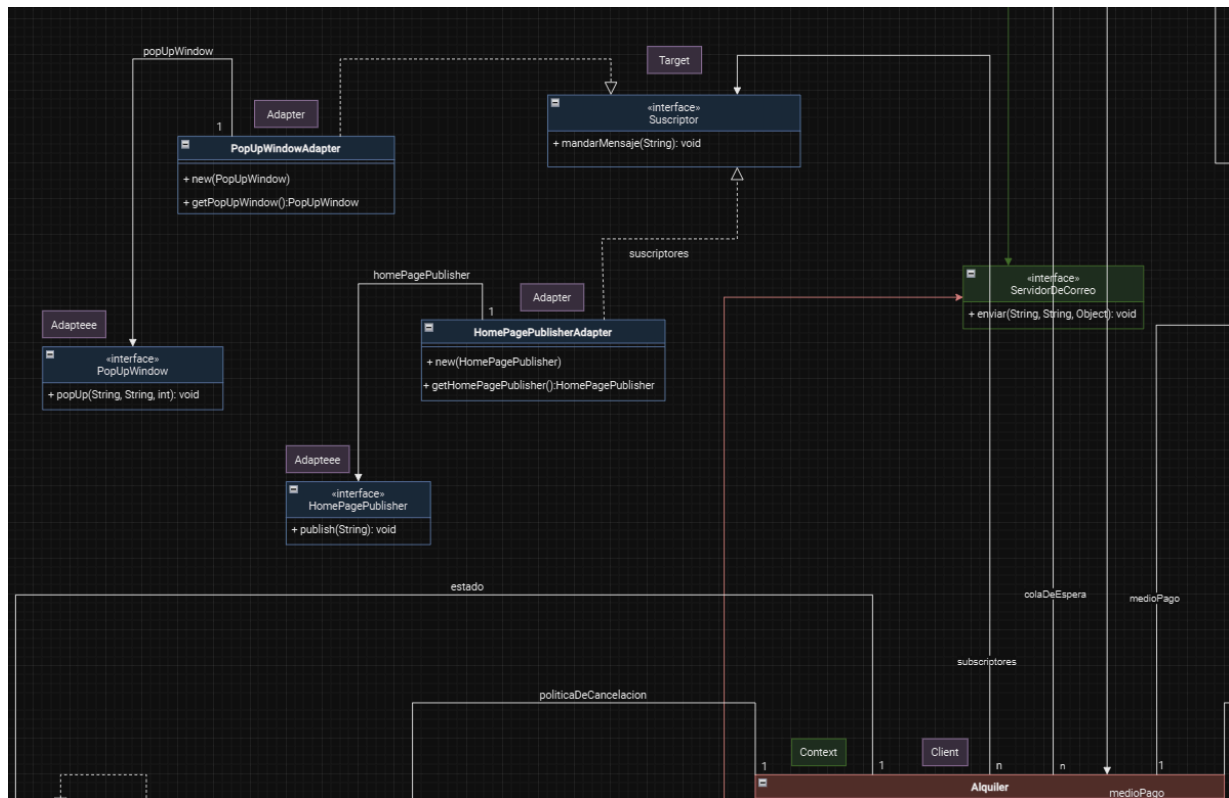 popUpWindow
Target
«interface»
Suscriptor
+ mandarMensaje(String): void
Adapter
1
PopUpWindowAdapter
+ new(PopUpWindow)
+ getPopUpWindow():PopUpWindow
suscriptores
homePagePublisher
Adapter
1
HomePagePublisherAdapter
+ new(HomePagePublisher)
+ getHomePagePublisher():HomePagePublisher
«interface»
ServidorDeCorreo
+ enviar(String, String, Object): void
Adapteee
«interface»
PopUpWindow
+ popUp(String, String, int): void
Adapteee
«interface»
HomePagePublisher
+ publish(String): void
estado
colaDeEspera
medioPago
subscriptores
politicaDeCancelacion
Context
Client
1
1
n
n
1
Alquiler
medioPago